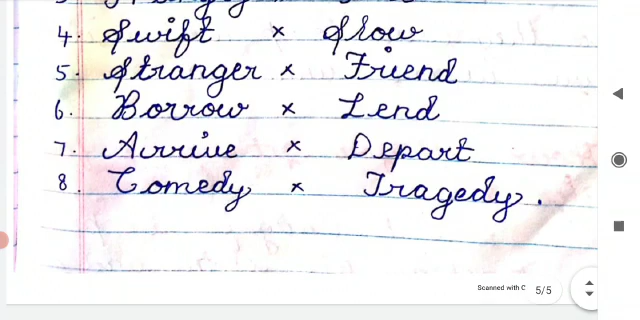 4. Swift × Slow
5. Stranger × Friend
6. Borrow × Lend
7. Arrive × Depart
8. Comedy × Tragedy.
Scanned with C 5/5